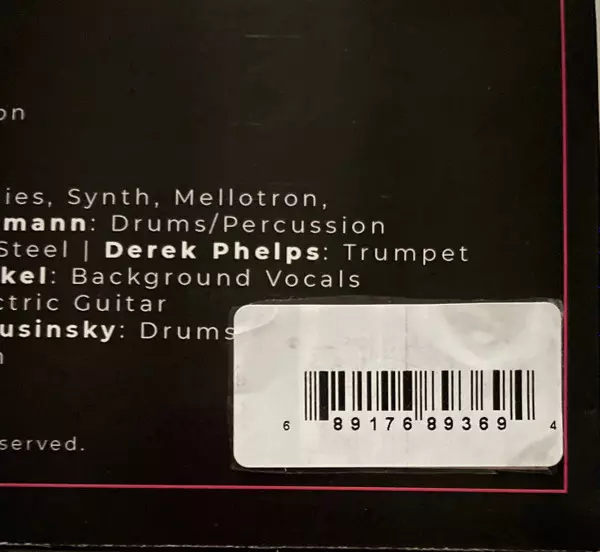 on
ies, Synth, Mellotron,
mann: Drums/Percussion
Steel | Derek Phelps: Trumpet
kel: Background Vocals
ctric Guitar
usinsky: Drums
n
served.
6 89176 89369 4